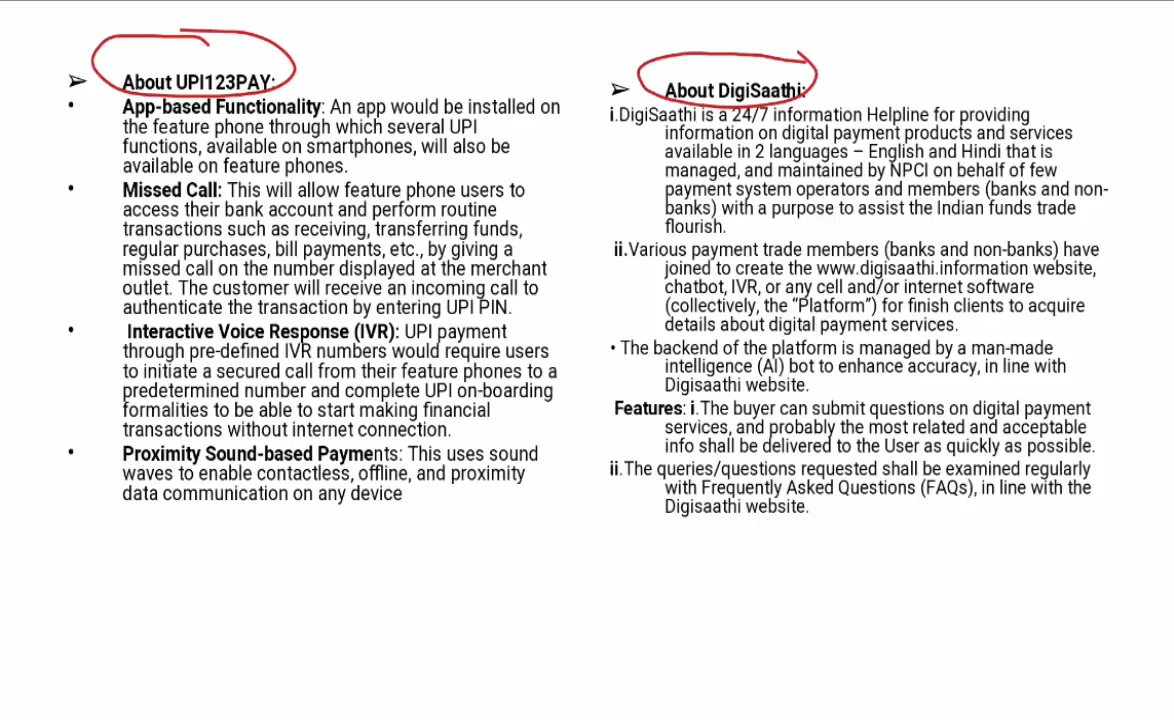 ➢ About UPI123PAY:
• App-based Functionality: An app would be installed on
the feature phone through which several UPI
functions, available on smartphones, will also be
available on feature phones.
• Missed Call: This will allow feature phone users to
access their bank account and perform routine
transactions such as receiving, transferring funds,
regular purchases, bill payments, etc., by giving a
missed call on the number displayed at the merchant
outlet. The customer will receive an incoming call to
authenticate the transaction by entering UPI PIN.
• Interactive Voice Response (IVR): UPI payment
through pre-defined IVR numbers would require users
to initiate a secured call from their feature phones to a
predetermined number and complete UPI on-boarding
formalities to be able to start making financial
transactions without internet connection.
• Proximity Sound-based Payments: This uses sound
waves to enable contactless, offline, and proximity
data communication on any device
➢ About DigiSaathi:
i.DigiSaathi is a 24/7 information Helpline for providing
information on digital payment products and services
available in 2 languages – English and Hindi that is
managed, and maintained by NPCI on behalf of few
payment system operators and members (banks and non-
banks) with a purpose to assist the Indian funds trade
flourish.
ii.Various payment trade members (banks and non-banks) have
joined to create the www.digisaathi.information website,
chatbot, IVR, or any cell and/or internet software
(collectively, the “Platform”) for finish clients to acquire
details about digital payment services.
• The backend of the platform is managed by a man-made
intelligence (AI) bot to enhance accuracy, in line with
Digisaathi website.
Features: i.The buyer can submit questions on digital payment
services, and probably the most related and acceptable
info shall be delivered to the User as quickly as possible.
ii.The queries/questions requested shall be examined regularly
with Frequently Asked Questions (FAQs), in line with the
Digisaathi website.